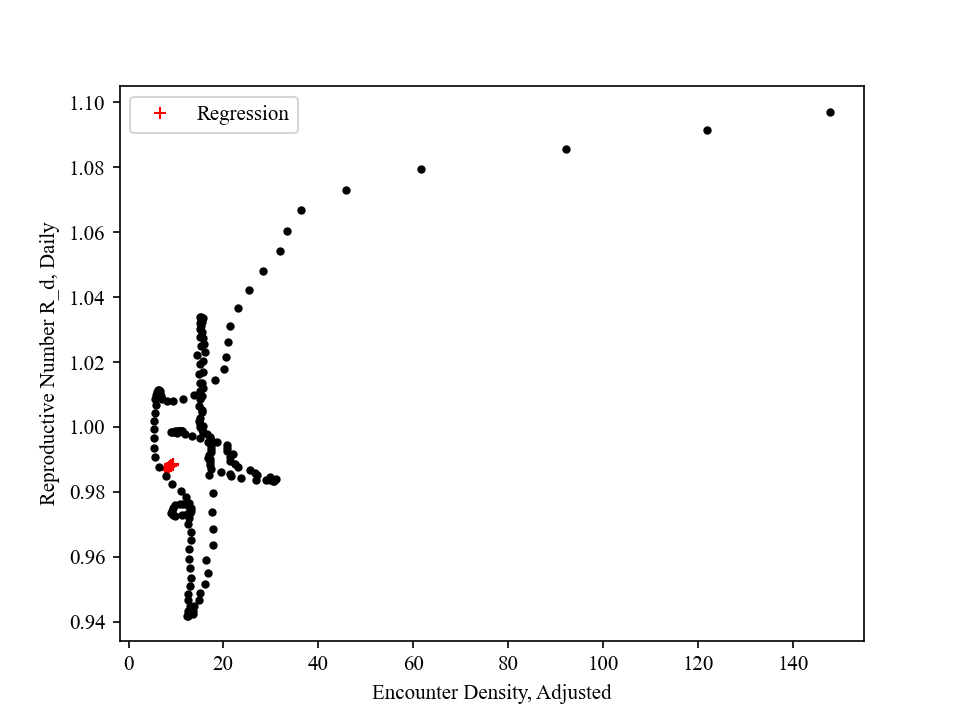 Regression
1.10
1.08
1.06
1.04
1.02
1.00
0.98
0.96
0.94
Reproductive Number R_d, Daily
0 20 40 60 80 100 120 140
Encounter Density, Adjusted